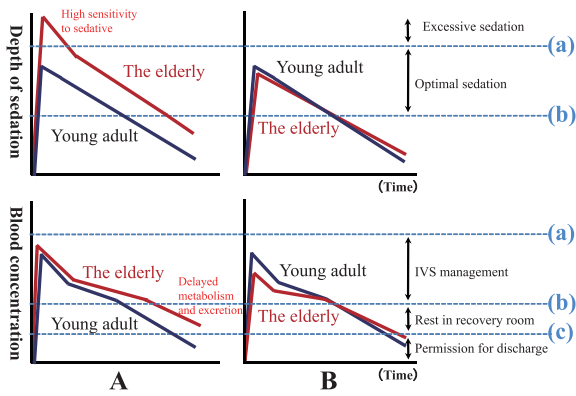 Depth of sedation
High sensitivity
to sedative
The elderly
Young adult
Young adult
The elderly
(Time)
Excessive sedation
(a)
Optimal sedation
(b)
Blood concentration
The elderly
Delayed
metabolism
and excretion
Young adult
A
Young adult
The elderly
B
(Time)
(a)
IVS management
(b)
Rest in recovery room
(c)
Permission for discharge